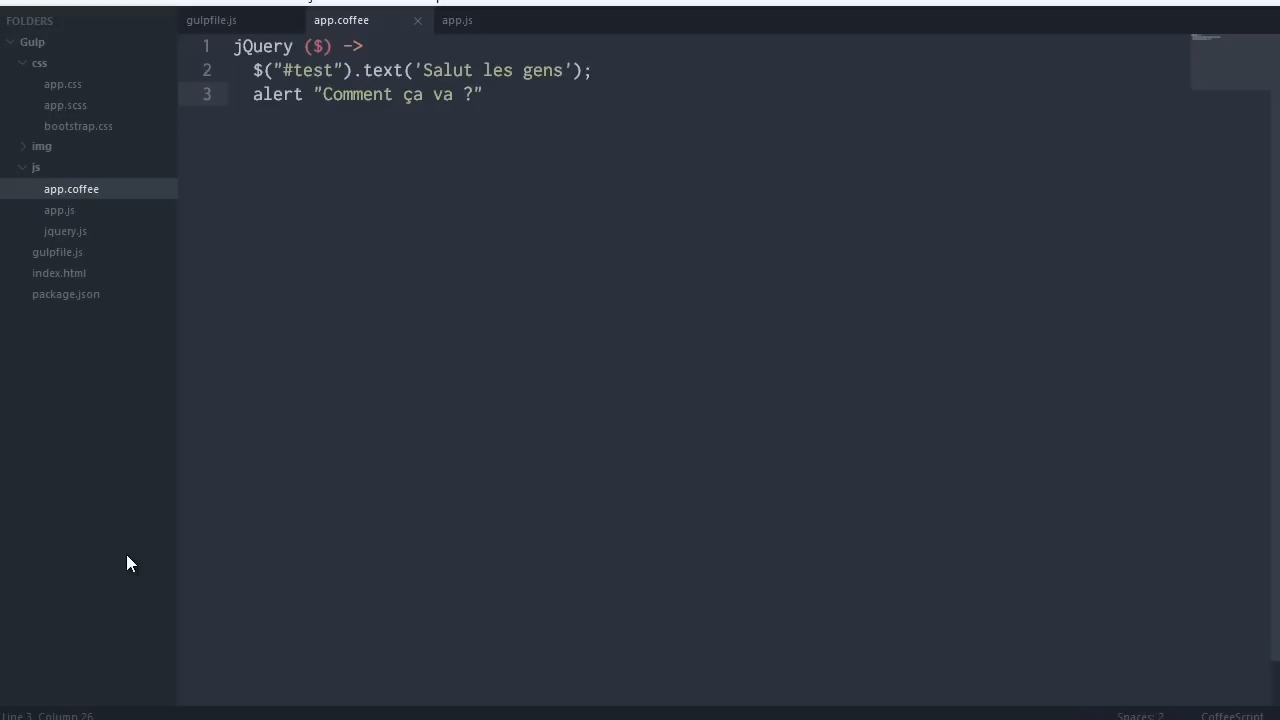 FOLDERS
Gulp
css
app.css
app.scss
bootstrap.css
img
js
app.coffee
app.js
jquery.js
gulpfile.js
index.html
package.json
gulpfile.js
app.coffee
app.js
1 jQuery ($) ->
2 $("#test").text('Salut les gens');
3 alert "Comment ça va ?"
Line 3, Column 26
Spaces: 2
CoffeeScript